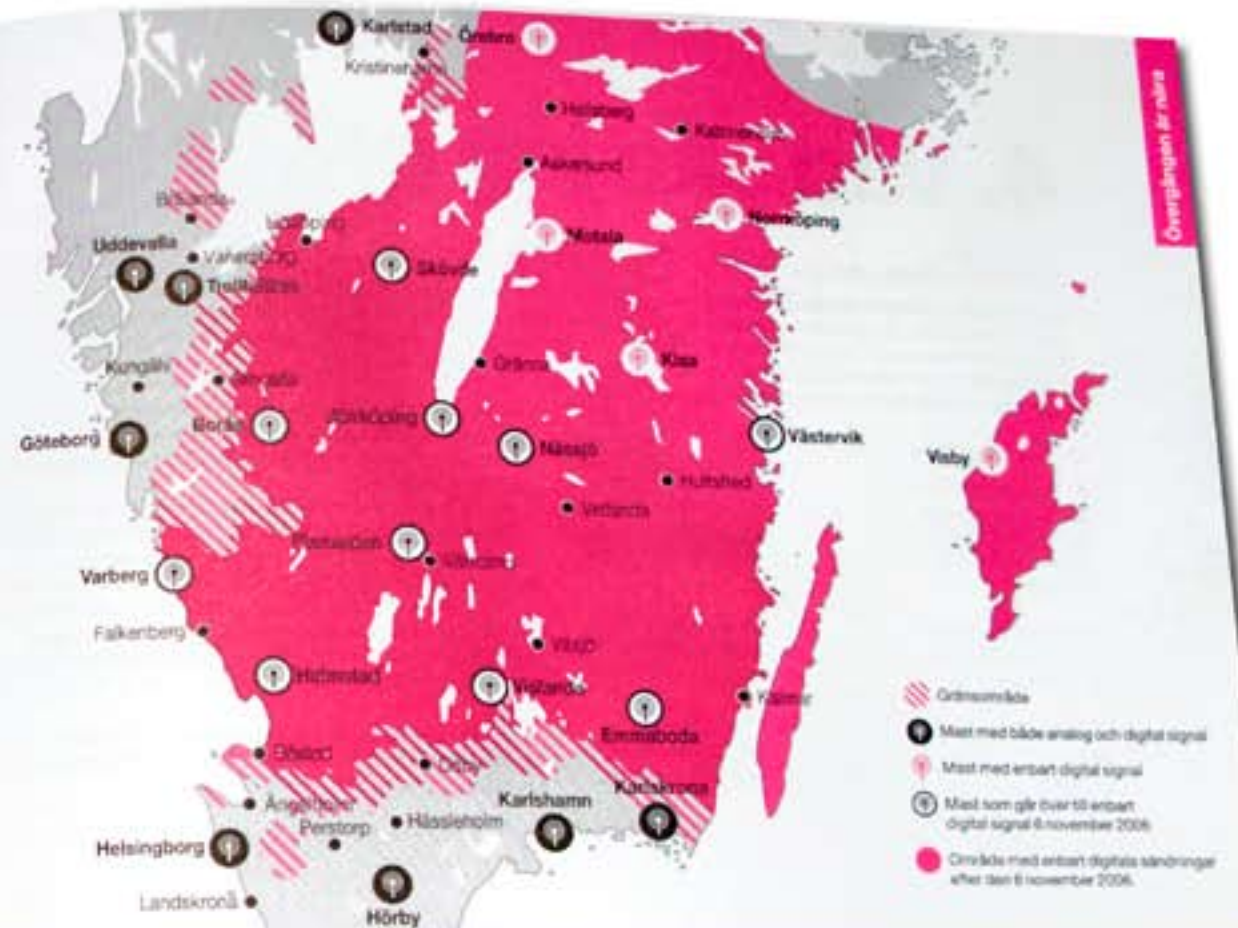 Karlstad
Örebro
Hallsberg
Katrineholm
Askersund
Övergången är nära
Norrköping
Motala
Lidköping
Uddevalla
Vänersborg
Skövde
Trollhättan
Kisa
Gränna
Kungälv
Alingsås
Borås
Jönköping
Göteborg
Nässjö
Västervik
Visby
Hultsfred
Vetlanda
Värnamo
Varberg
Falkenberg
Växjö
Halmstad
Vislanda
Kalmar
Emmaboda
Gränsområde
Mast med både analog och digital signal
Båstad
Osby
Mast med enbart digital signal
Karlskrona
Ängelholm
Karlshamn
Mast som går över till enbart
digital signal 6 november 2006
Perstorp
Hässleholm
Helsingborg
Område med enbart digitala sändningar
efter den 6 november 2006.
Landskrona
Hörby